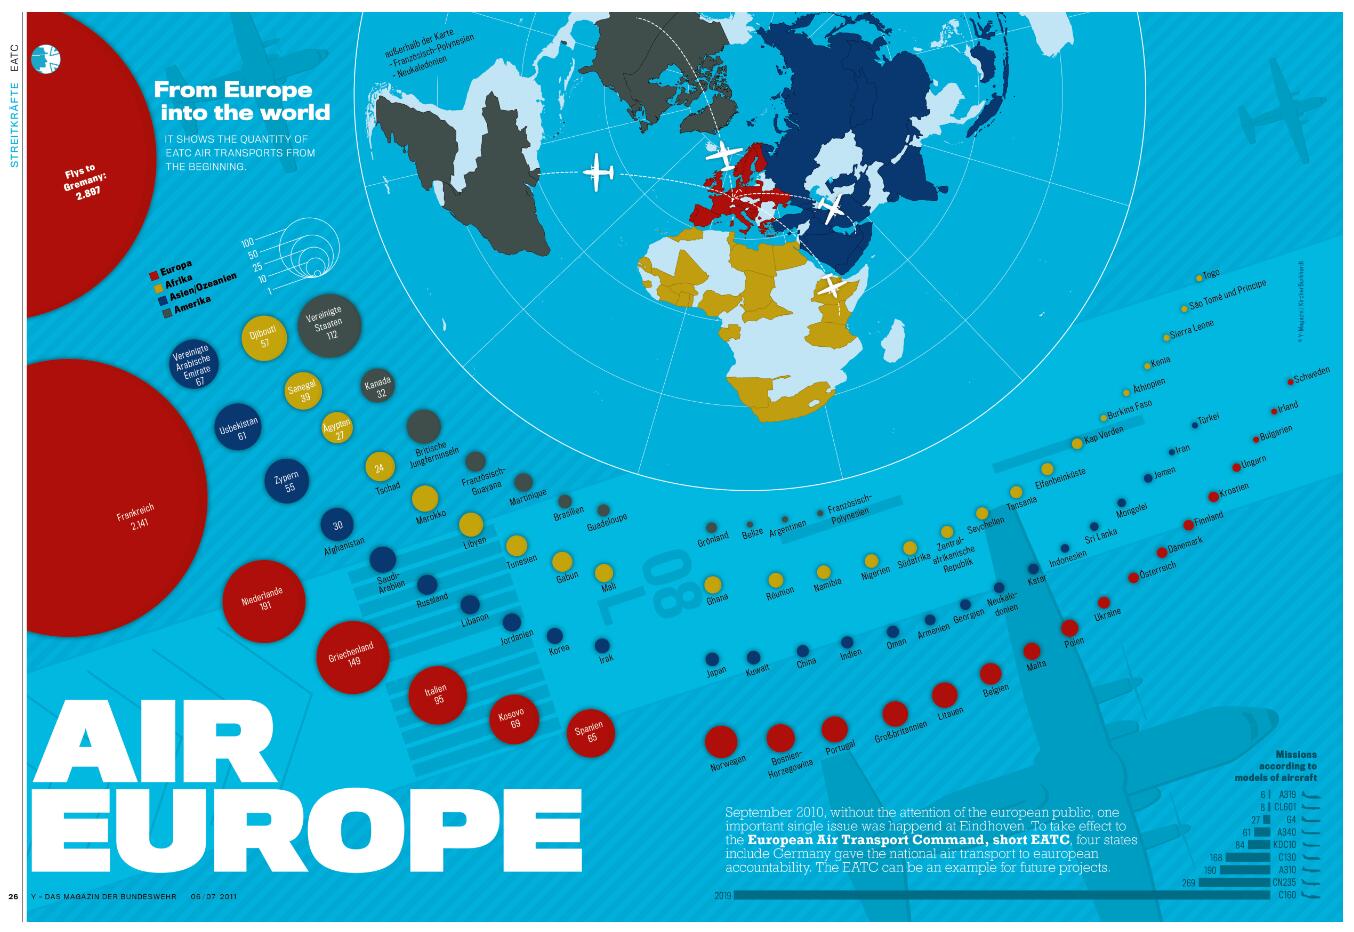 STREITKRÄFTE EATC
außerhalb der Karte
- Französisch-Polynesien
- Neukaledonien
From Europe
into the world
IT SHOWS THE QUANTITY OF
EATC AIR TRANSPORTS FROM
THE BEGINNING.
Flys to
Gremany:
2.897
100
50
25
10
1
Europa
Afrika
Asien/Ozeanien
Amerika
Vereinigte
Staaten
112
Kanada
32
Britische
Jungferninseln
Französisch-
Guayana
Martinique
Brasilien
Guadeloupe
Grönland
Belize
Argentinien
Französisch-
Polynesien
Djibouti
57
Senegal
39
Ägypten
27
24
Tschad
Marokko
Libyen
Tunesien
Gabun
Mali
Ghana
Réunion
Namibia
Nigerien
Südafrika
Zentral-
afrikanische
Republik
Seychellen
Tansania
Elfenbeinküste
Kap Verden
Burkina Faso
Äthiopien
Kenia
Sierra Leone
São Tomé und Príncipe
Togo
Vereinigte
Arabische
Emirate
67
Usbekistan
61
Zypern
55
30
Afghanistan
Saudi-
Arabien
Russland
Libanon
Jordanien
Korea
Irak
Japan
Kuwait
China
Indien
Oman
Armenien
Georgien
Neukale-
donien
Katar
Indonesien
Sri Lanka
Mongolei
Jemen
Iran
Türkei
Frankreich
2.141
Niederlande
191
Griechenland
149
Italien
95
Kosovo
69
Spanien
65
Norwegen
Bosnien-
Herzegowina
Portugal
Großbritannien
Litauen
Belgien
Malta
Polen
Ukraine
Österreich
Dänemark
Finnland
Kroatien
Ungarn
Bulgarien
Irland
Schweden
08
AIR
EUROPE
September 2010, without the attention of the european public, one
important single issue was happend at Eindhoven. To take effect to
the European Air Transport Command, short EATC, four states
include Germany gave the national air transport to eauropean
accountability. The EATC can be an example for future projects.
Missions
according to
models of aircraft
6 A319
8 CL601
27 G4
61 A340
84 KDC10
168 C130
190 A310
269 CN235
2019 C160
26 Y – DAS MAGAZIN DER BUNDESWEHR 06/07 2011